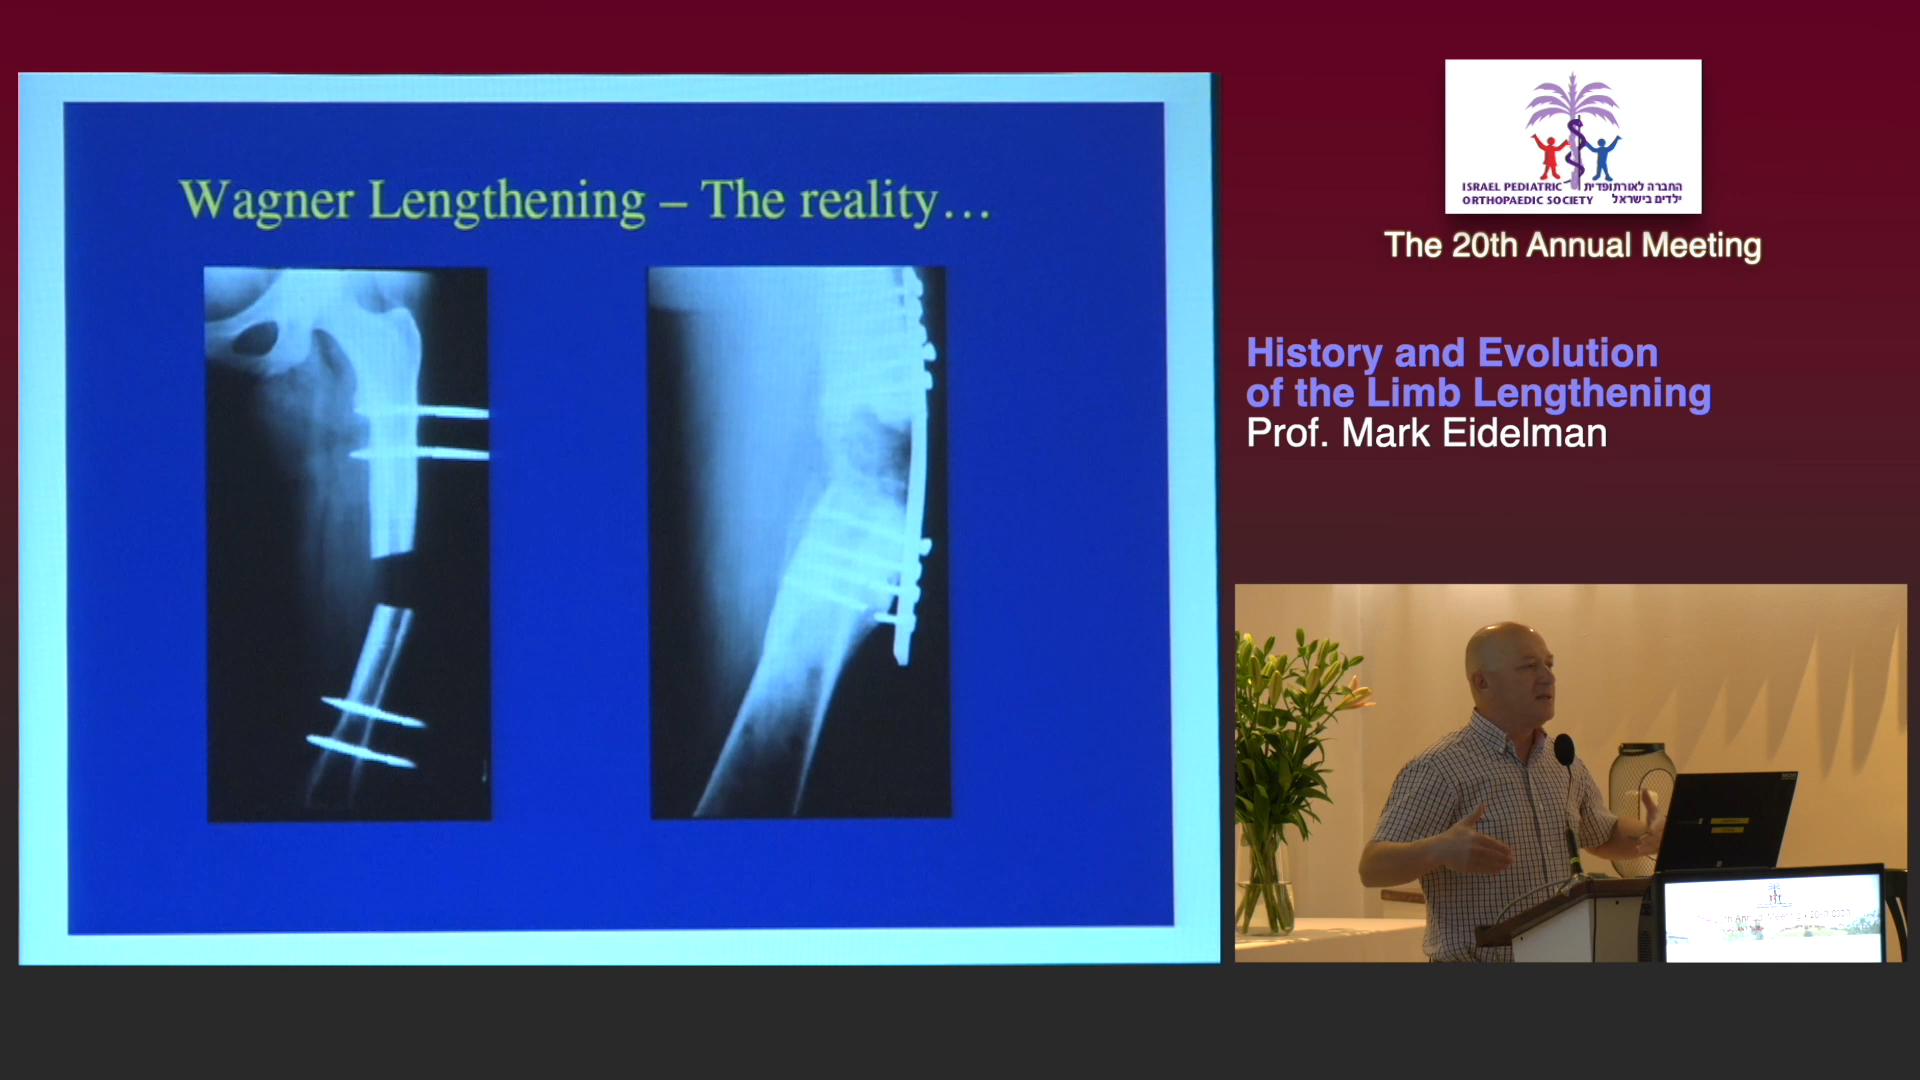 Wagner Lengthening – The reality…
ISRAEL PEDIATRIC
ORTHOPAEDIC SOCIETY
החברה לאורתופדית
ילדים בישראל
The 20th Annual Meeting
History and Evolution
of the Limb Lengthening
Prof. Mark Eidelman